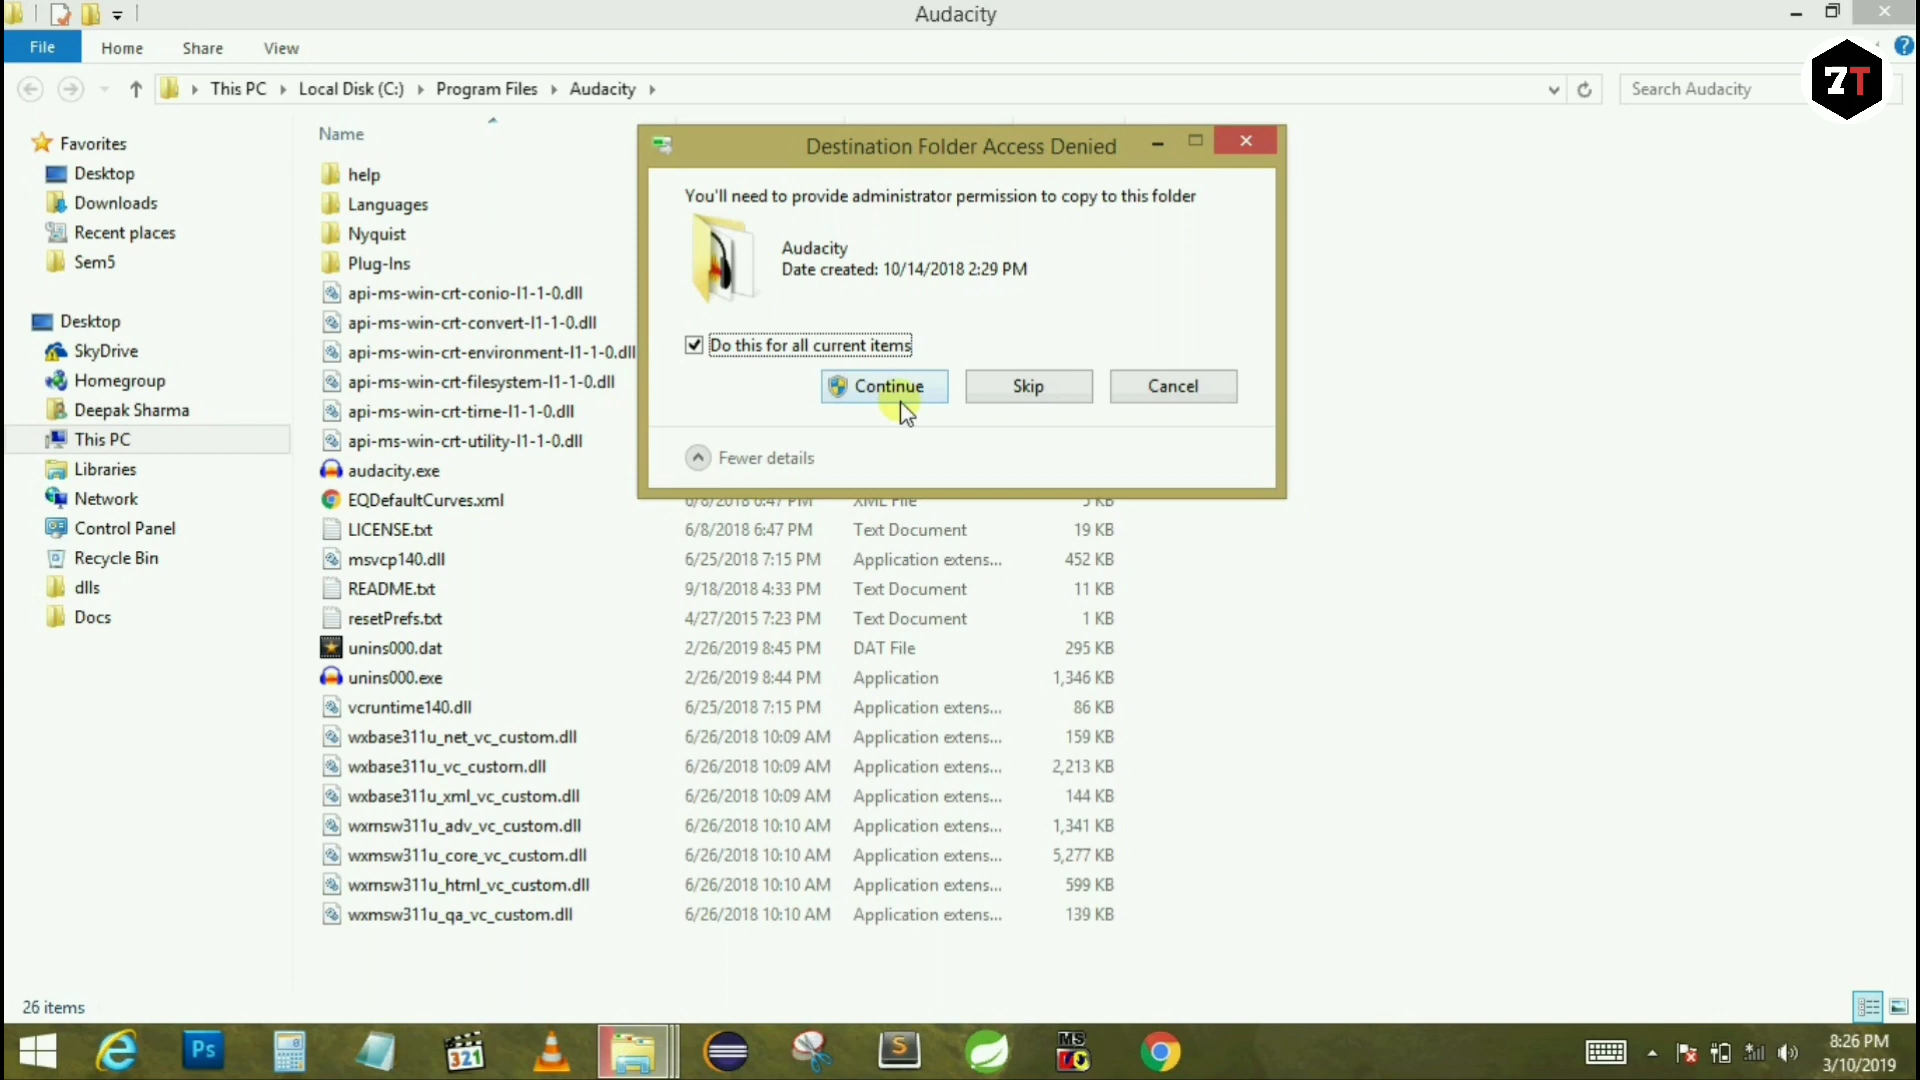 Audacity
File
Home
Share
View
7T
This PC
Local Disk (C:)
Program Files
Audacity
Search Audacity
Favorites
Desktop
Downloads
Recent places
Sem5
Desktop
SkyDrive
Homegroup
Deepak Sharma
This PC
Libraries
Network
Control Panel
Recycle Bin
dlls
Docs
Name
help
Languages
Nyquist
Plug-Ins
api-ms-win-crt-conio-l1-1-0.dll
api-ms-win-crt-convert-l1-1-0.dll
api-ms-win-crt-environment-l1-1-0.dll
api-ms-win-crt-filesystem-l1-1-0.dll
api-ms-win-crt-time-l1-1-0.dll
api-ms-win-crt-utility-l1-1-0.dll
audacity.exe
EQDefaultCurves.xml 6/8/2018 6:47 PM XML File 5 KB
LICENSE.txt 6/8/2018 6:47 PM Text Document 19 KB
msvcp140.dll 6/25/2018 7:15 PM Application extens... 452 KB
README.txt 9/18/2018 4:33 PM Text Document 11 KB
resetPrefs.txt 4/27/2015 7:23 PM Text Document 1 KB
unins000.dat 2/26/2019 8:45 PM DAT File 295 KB
unins000.exe 2/26/2019 8:44 PM Application 1,346 KB
vcruntime140.dll 6/25/2018 7:15 PM Application extens... 86 KB
wxbase311u_net_vc_custom.dll 6/26/2018 10:09 AM Application extens... 159 KB
wxbase311u_vc_custom.dll 6/26/2018 10:09 AM Application extens... 2,213 KB
wxbase311u_xml_vc_custom.dll 6/26/2018 10:09 AM Application extens... 144 KB
wxmsw311u_adv_vc_custom.dll 6/26/2018 10:10 AM Application extens... 1,341 KB
wxmsw311u_core_vc_custom.dll 6/26/2018 10:10 AM Application extens... 5,277 KB
wxmsw311u_html_vc_custom.dll 6/26/2018 10:10 AM Application extens... 599 KB
wxmsw311u_qa_vc_custom.dll 6/26/2018 10:10 AM Application extens... 139 KB
Destination Folder Access Denied
You'll need to provide administrator permission to copy to this folder
Audacity
Date created: 10/14/2018 2:29 PM
Do this for all current items
Continue
Skip
Cancel
Fewer details
26 items
Ps
321
S
MS
8:26 PM
3/10/2019